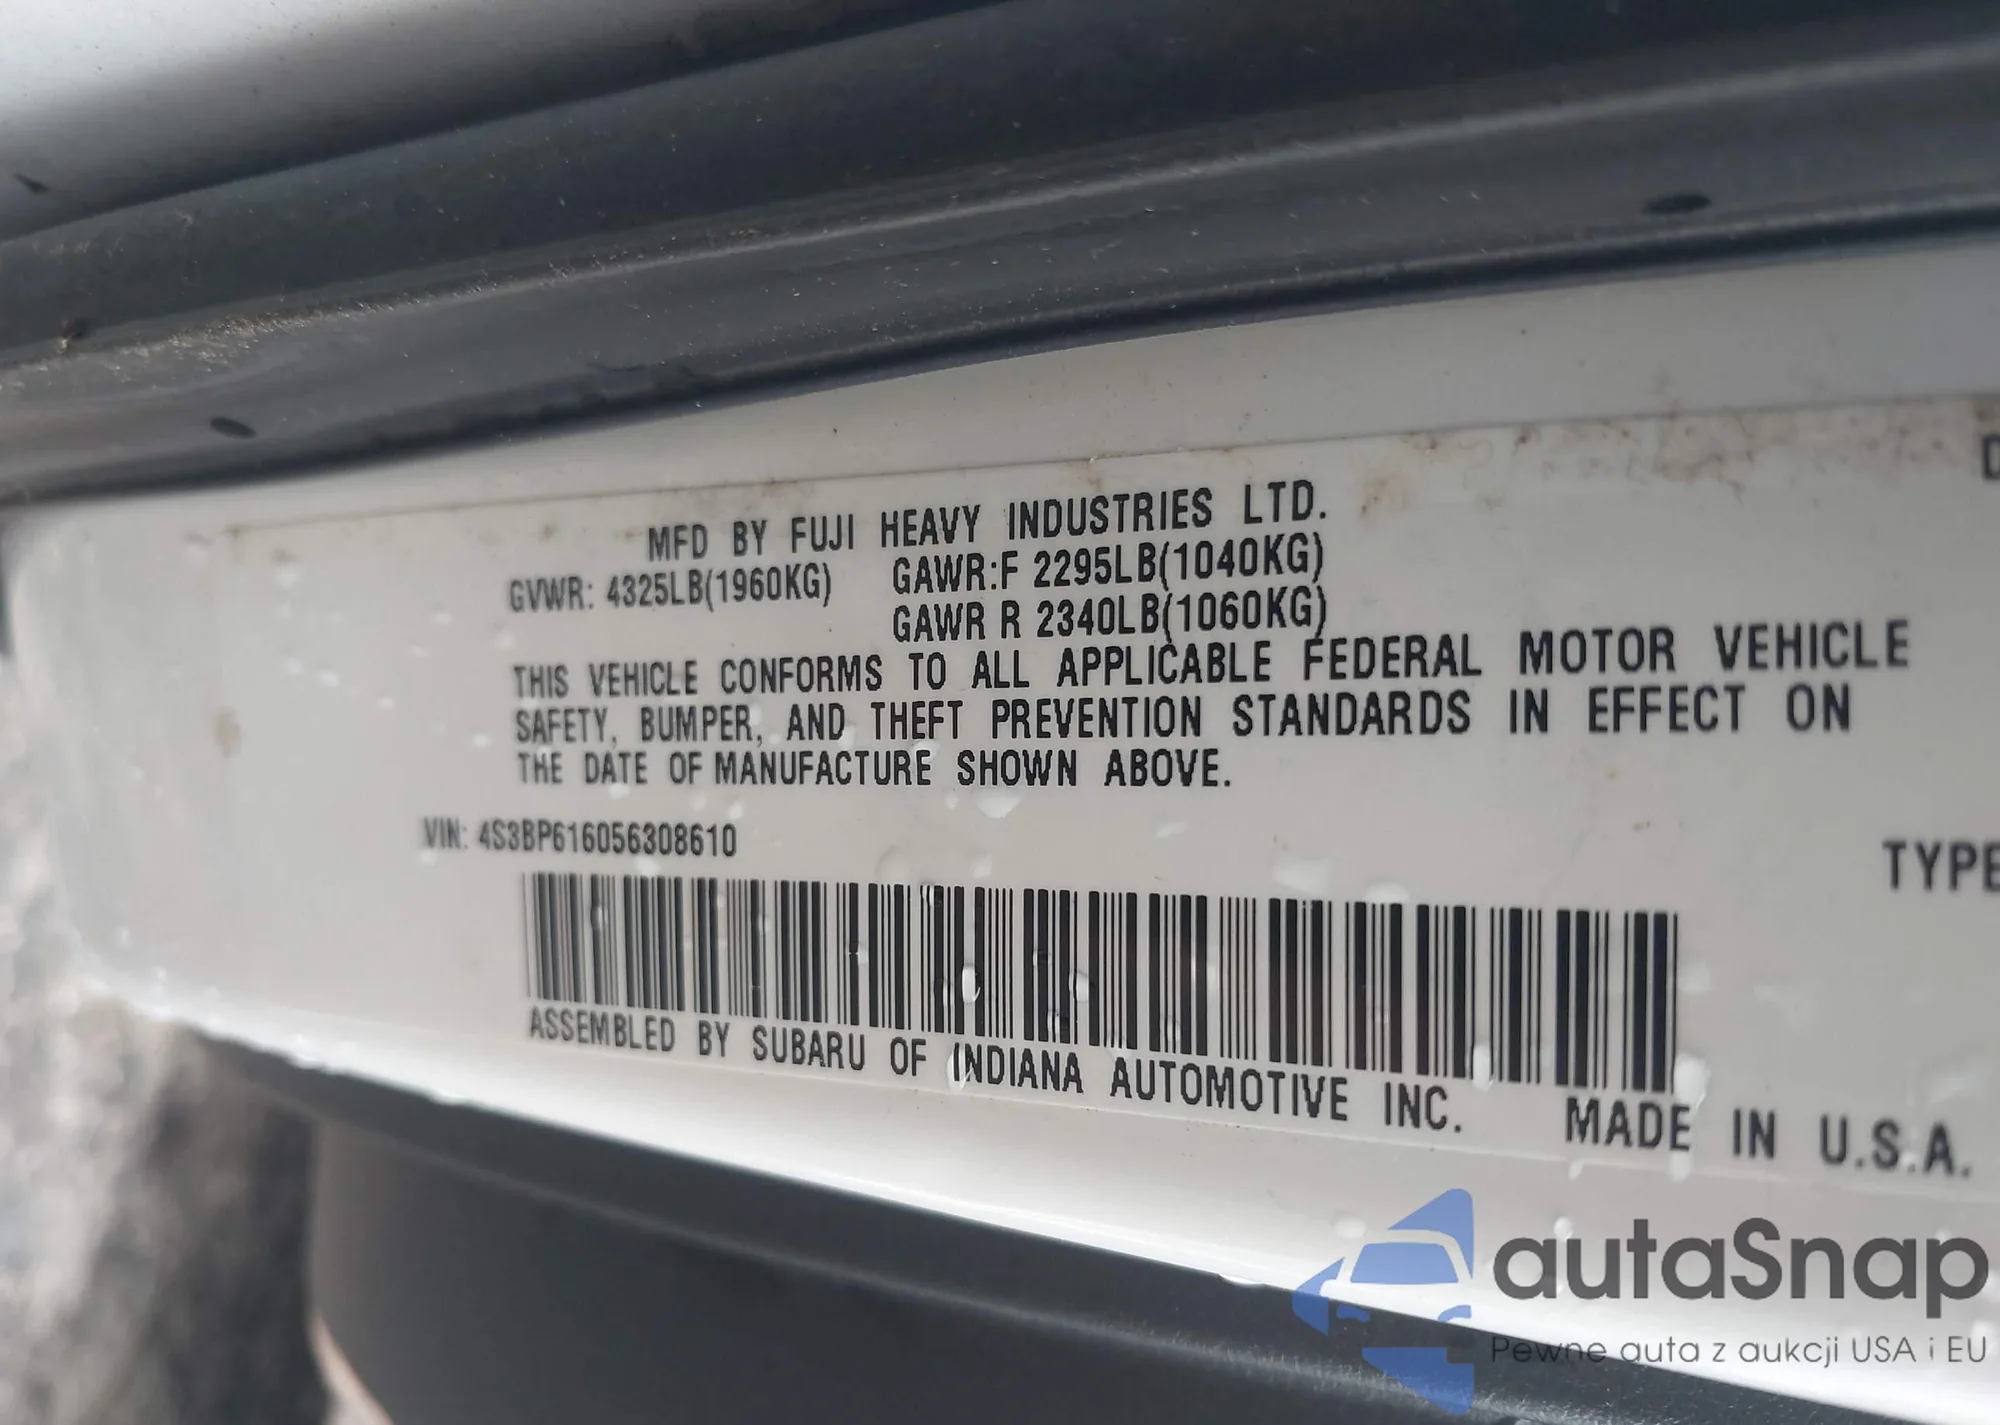 MFD BY FUJI HEAVY INDUSTRIES LTD.
GVWR: 4325LB(1960KG) GAWR:F 2295LB(1040KG)
GAWR R 2340LB(1060KG)
THIS VEHICLE CONFORMS TO ALL APPLICABLE FEDERAL MOTOR VEHICLE
SAFETY, BUMPER, AND THEFT PREVENTION STANDARDS IN EFFECT ON
THE DATE OF MANUFACTURE SHOWN ABOVE.
VIN: 4S3BP616056308610
TYPE
ASSEMBLED BY SUBARU OF INDIANA AUTOMOTIVE INC. MADE IN U.S.A.
autaSnap
Pewne auta z aukcji USA i EU